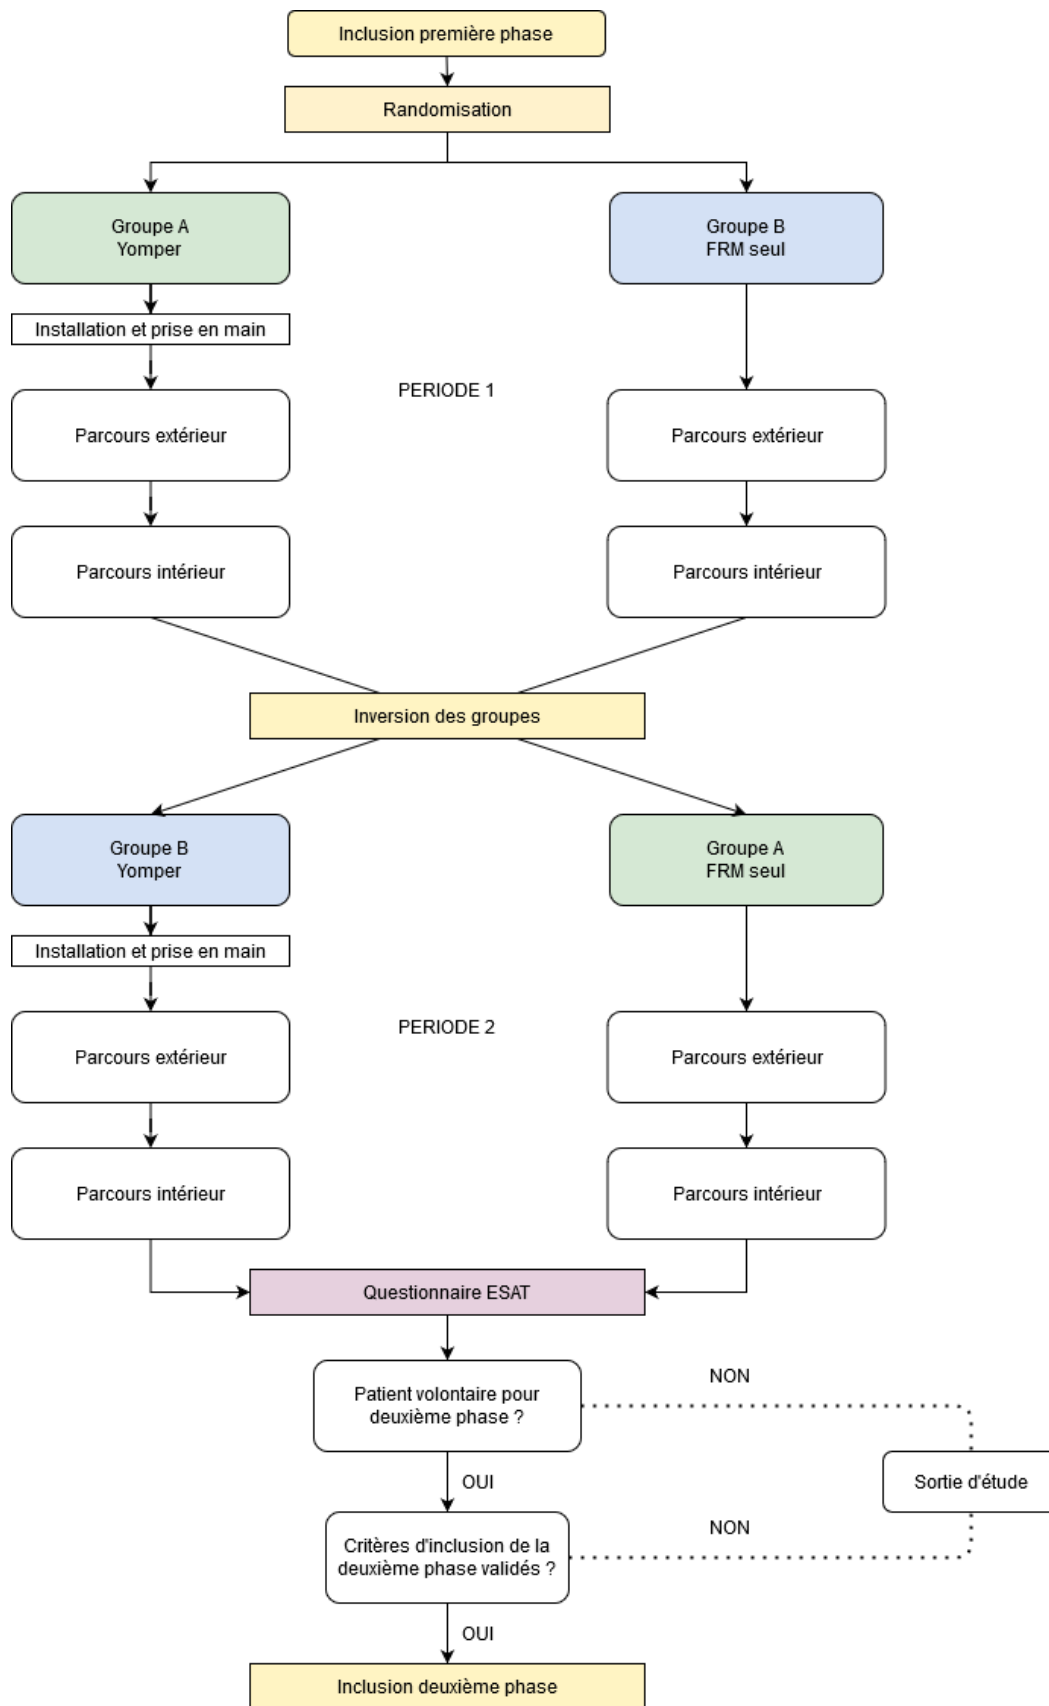 Inclusion première phase
Randomisation
Groupe A
Yomper
Groupe B
FRM seul
Installation et prise en main
PERIODE 1
Parcours extérieur
Parcours extérieur
Parcours intérieur
Parcours intérieur
Inversion des groupes
Groupe B
Yomper
Groupe A
FRM seul
Installation et prise en main
PERIODE 2
Parcours extérieur
Parcours extérieur
Parcours intérieur
Parcours intérieur
Questionnaire ESAT
Patient volontaire pour
deuxième phase ?
NON
OUI
Sortie d'étude
Critères d'inclusion de la
deuxième phase validés ?
NON
OUI
Inclusion deuxième phase